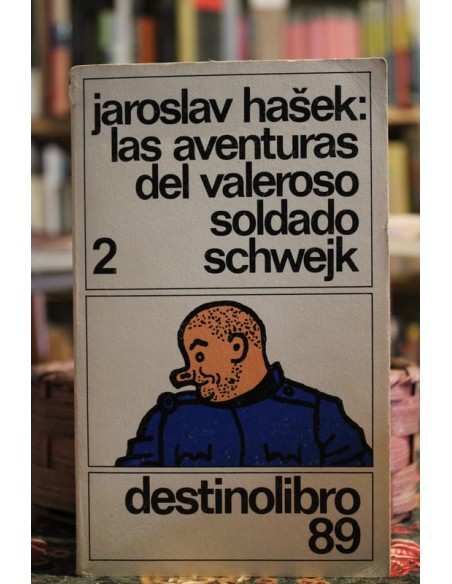 jaroslav hašek:
las aventuras
del valeroso
soldado
2 schwejk
destinolibro
89